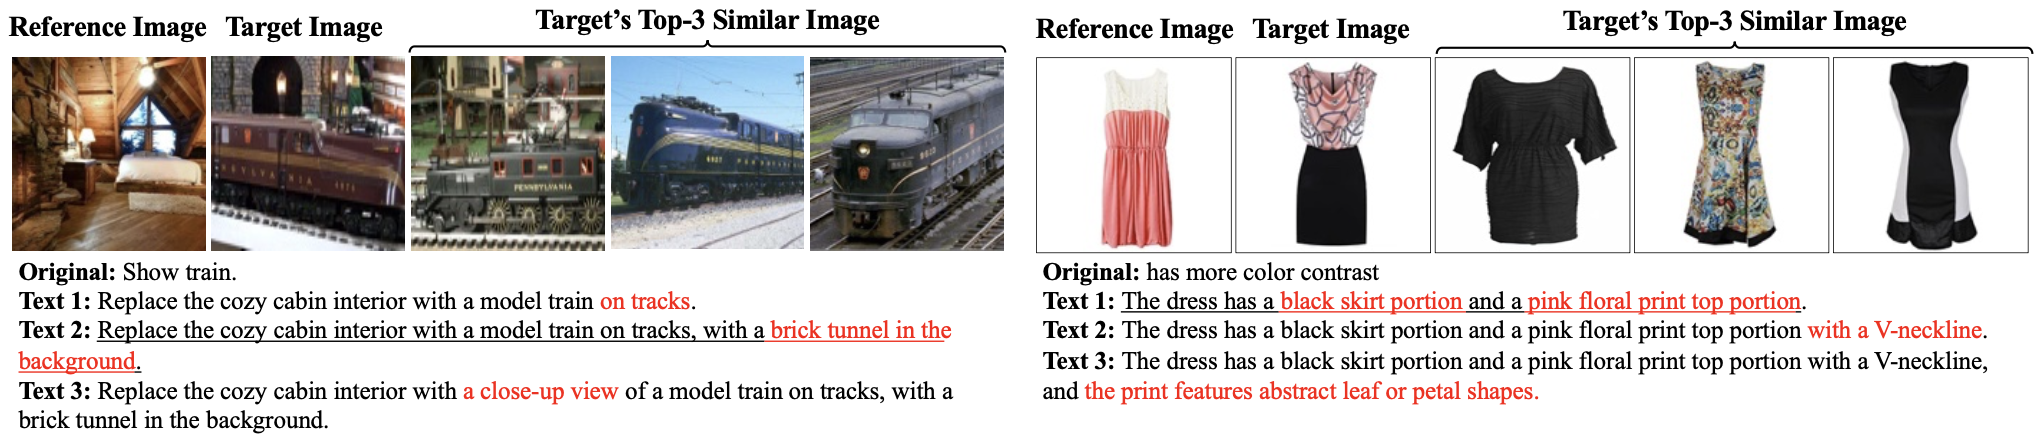 Reference Image Target Image Target's Top-3 Similar Image
PENNSYLVANIA
Original: Show train.
Text 1: Replace the cozy cabin interior with a model train on tracks.
Text 2: Replace the cozy cabin interior with a model train on tracks, with a brick tunnel in the
background.
Text 3: Replace the cozy cabin interior with a close-up view of a model train on tracks, with a
brick tunnel in the background.
Reference Image Target Image Target's Top-3 Similar Image
Original: has more color contrast
Text 1: The dress has a black skirt portion and a pink floral print top portion.
Text 2: The dress has a black skirt portion and a pink floral print top portion with a V-neckline.
Text 3: The dress has a black skirt portion and a pink floral print top portion with a V-neckline,
and the print features abstract leaf or petal shapes.